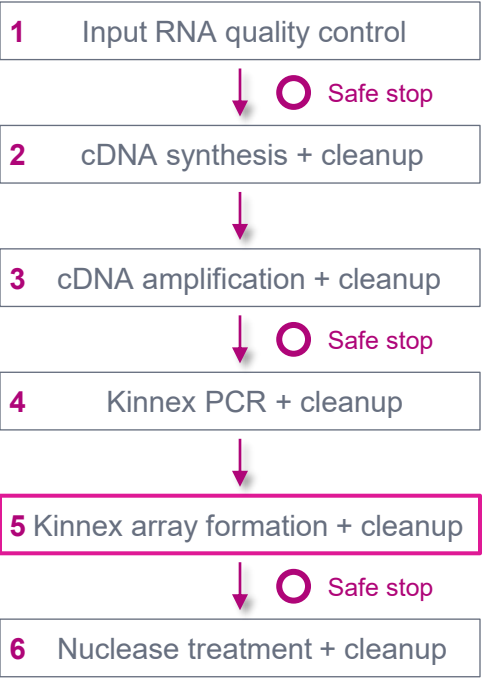 1 Input RNA quality control
Safe stop
2 cDNA synthesis + cleanup
3 cDNA amplification + cleanup
Safe stop
4 Kinnex PCR + cleanup
5 Kinnex array formation + cleanup
Safe stop
6 Nuclease treatment + cleanup